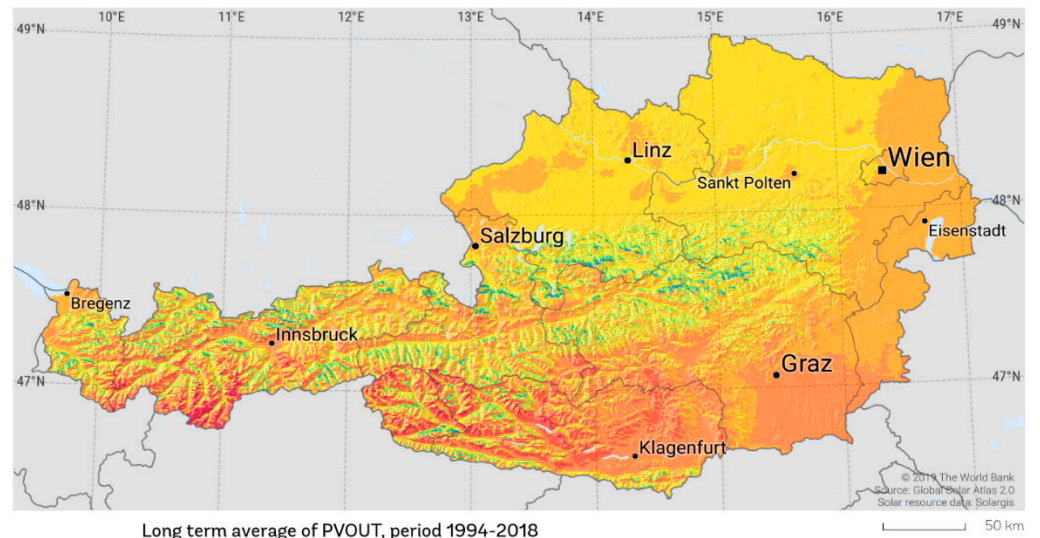 10°E 11°E 12°E 13°E 14°E 15°E 16°E 17°E
49°N 49°N
Linz
Wien
Sankt Polten
48°N 48°N
Eisenstadt
Salzburg
Bregenz
Innsbruck
Graz
47°N 47°N
Klagenfurt
© 2019 The World Bank
Source: Global Solar Atlas 2.0
Solar resource data: Solargis
Long term average of PVOUT, period 1994-2018
50 km